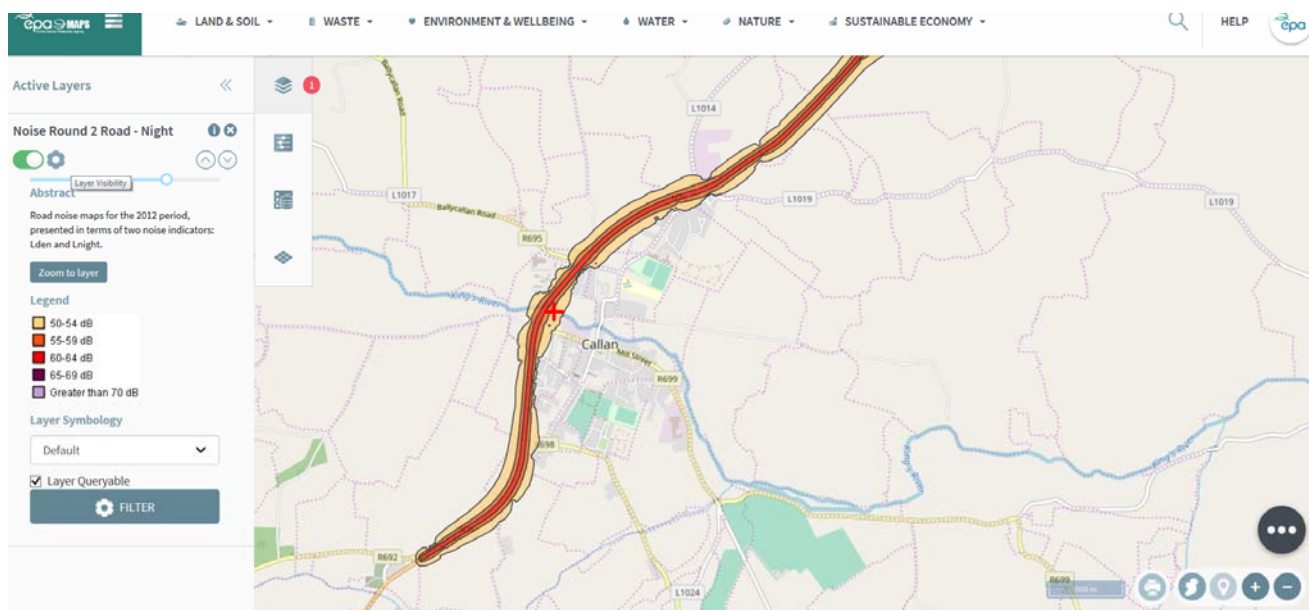 epa MAPS
LAND & SOIL
WASTE
ENVIRONMENT & WELLBEING
WATER
NATURE
SUSTAINABLE ECONOMY
HELP
epa
Active Layers
1
Noise Round 2 Road - Night
Layer Visibility
Abstract
Road noise maps for the 2012 period,
presented in terms of two noise indicators:
Lden and Lnight.
Zoom to layer
Legend
50-54 dB
55-59 dB
60-64 dB
65-69 dB
Greater than 70 dB
Layer Symbology
Default
Layer Queryable
FILTER
Ballycallan Road
L1014
L1017
Ballycallan Road
L1019
L1019
R695
King's River
Callan
Mill Street
R699
R698
King's River
King's River
R692
L1024
R699